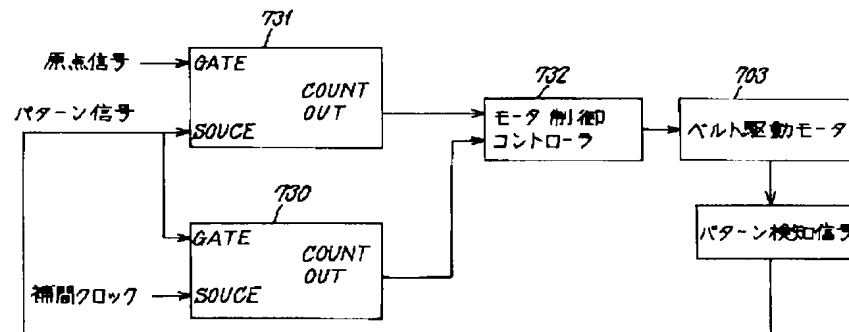 731
原点信号
GATE
COUNT
OUT
パターン信号
SOUCE
732
モータ制御
コントローラ
703
ベルト駆動モータ
730
GATE
COUNT
OUT
補間クロック
SOUCE
パターン検知信号